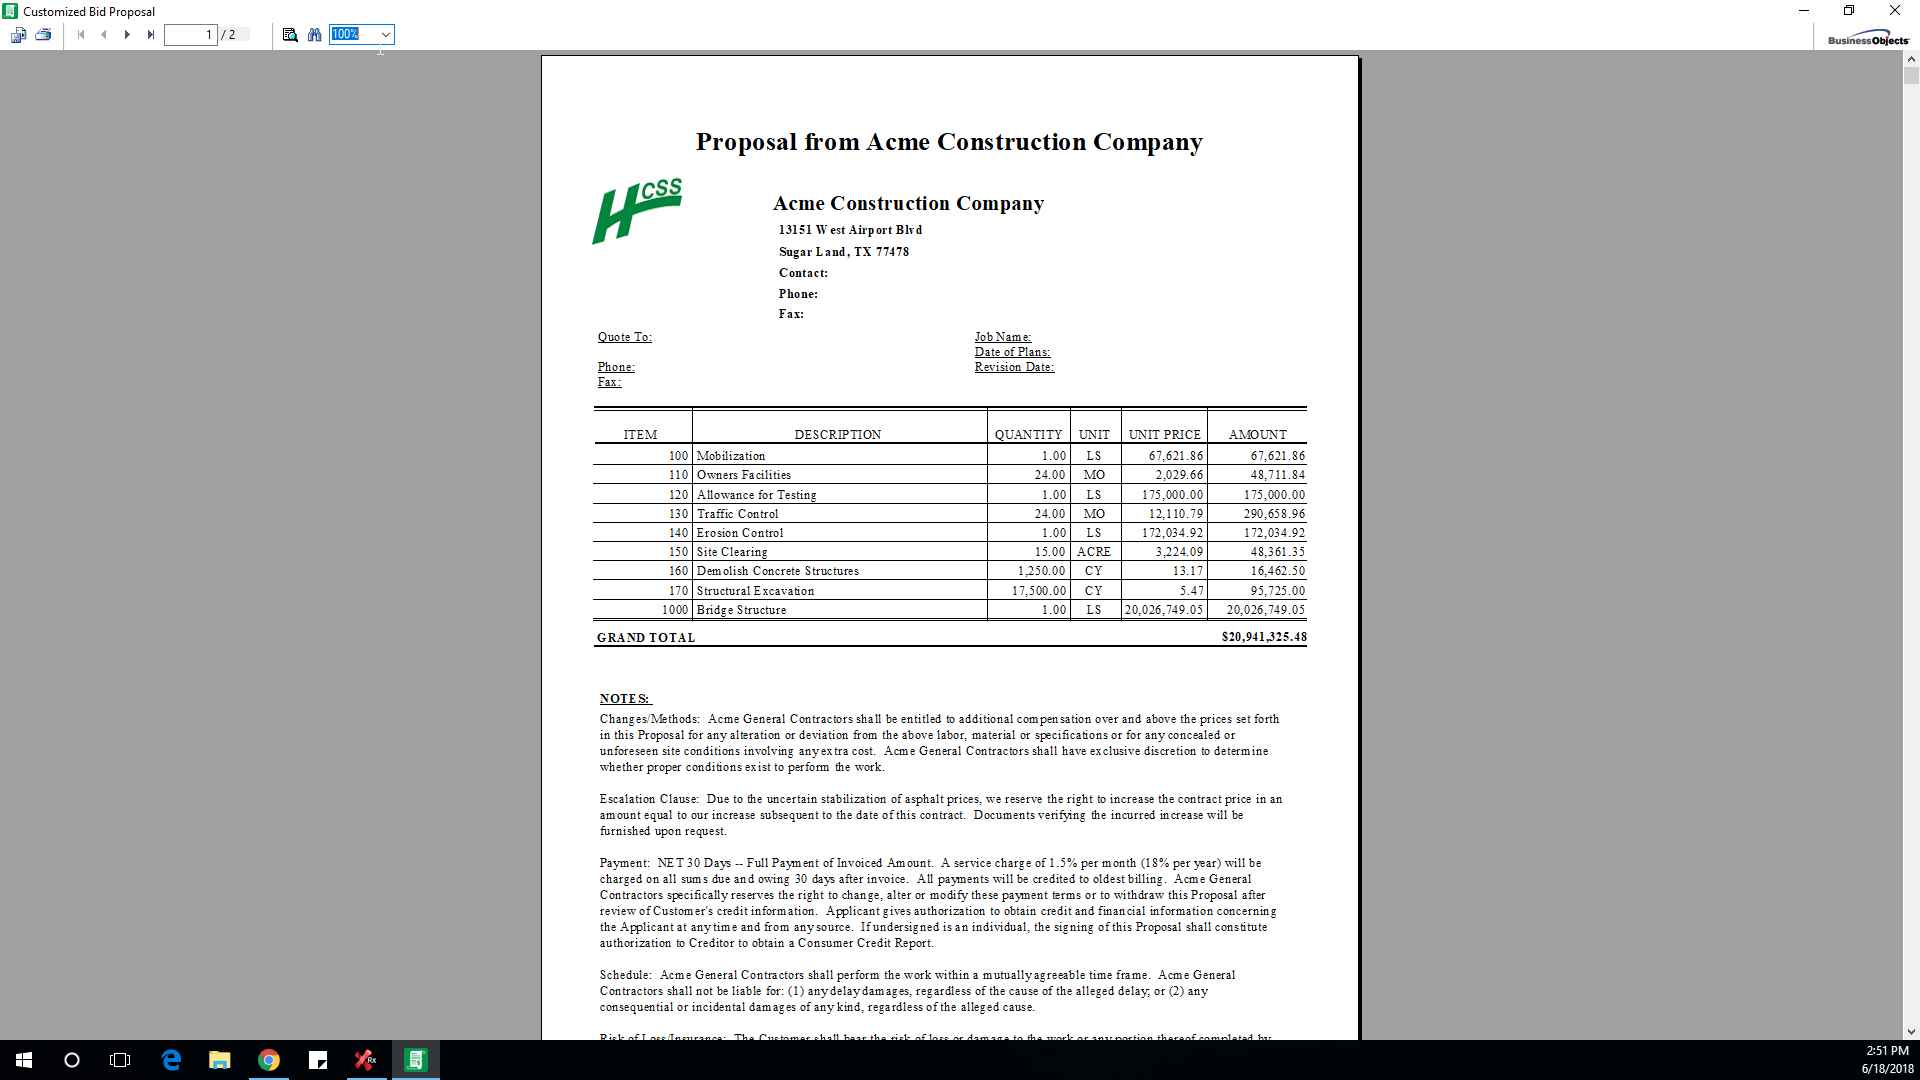 Customized Bid Proposal
1 / 2 100%
BusinessObjects
Proposal from Acme Construction Company
HCSS
Acme Construction Company
13151 West Airport Blvd
Sugar Land, TX 77478
Contact:
Phone:
Fax:
Quote To: Job Name:
Date of Plans:
Phone: Revision Date:
Fax:
ITEM DESCRIPTION QUANTITY UNIT UNIT PRICE AMOUNT
100 Mobilization 1.00 LS 67,621.86 67,621.86
110 Owners Facilities 24.00 MO 2,029.66 48,711.84
120 Allowance for Testing 1.00 LS 175,000.00 175,000.00
130 Traffic Control 24.00 MO 12,110.79 290,658.96
140 Erosion Control 1.00 LS 172,034.92 172,034.92
150 Site Clearing 15.00 ACRE 3,224.09 48,361.35
160 Demolish Concrete Structures 1,250.00 CY 13.17 16,462.50
170 Structural Excavation 17,500.00 CY 5.47 95,725.00
1000 Bridge Structure 1.00 LS 20,026,749.05 20,026,749.05
GRAND TOTAL $20,941,325.48
NOTES:
Changes/Methods: Acme General Contractors shall be entitled to additional compensation over and above the prices set forth
in this Proposal for any alteration or deviation from the above labor, material or specifications or for any concealed or
unforeseen site conditions involving any extra cost. Acme General Contractors shall have exclusive discretion to determine
whether proper conditions exist to perform the work.
Escalation Clause: Due to the uncertain stabilization of asphalt prices, we reserve the right to increase the contract price in an
amount equal to our increase subsequent to the date of this contract. Documents verifying the incurred increase will be
furnished upon request.
Payment: NET 30 Days -- Full Payment of Invoiced Amount. A service charge of 1.5% per month (18% per year) will be
charged on all sums due and owing 30 days after invoice. All payments will be credited to oldest billing. Acme General
Contractors specifically reserves the right to change, alter or modify these payment terms or to withdraw this Proposal after
review of Customer's credit information. Applicant gives authorization to obtain credit and financial information concerning
the Applicant at any time and from any source. If undersigned is an individual, the signing of this Proposal shall constitute
authorization to Creditor to obtain a Consumer Credit Report.
Schedule: Acme General Contractors shall perform the work within a mutually agreeable time frame. Acme General
Contractors shall not be liable for: (1) any delay damages, regardless of the cause of the alleged delay; or (2) any
consequential or incidental damages of any kind, regardless of the alleged cause.
Risk of Loss/Insurance: The Customer shall bear the risk of loss or damage to the work or any portion thereof completed by
Rx
2:51 PM
6/18/2018